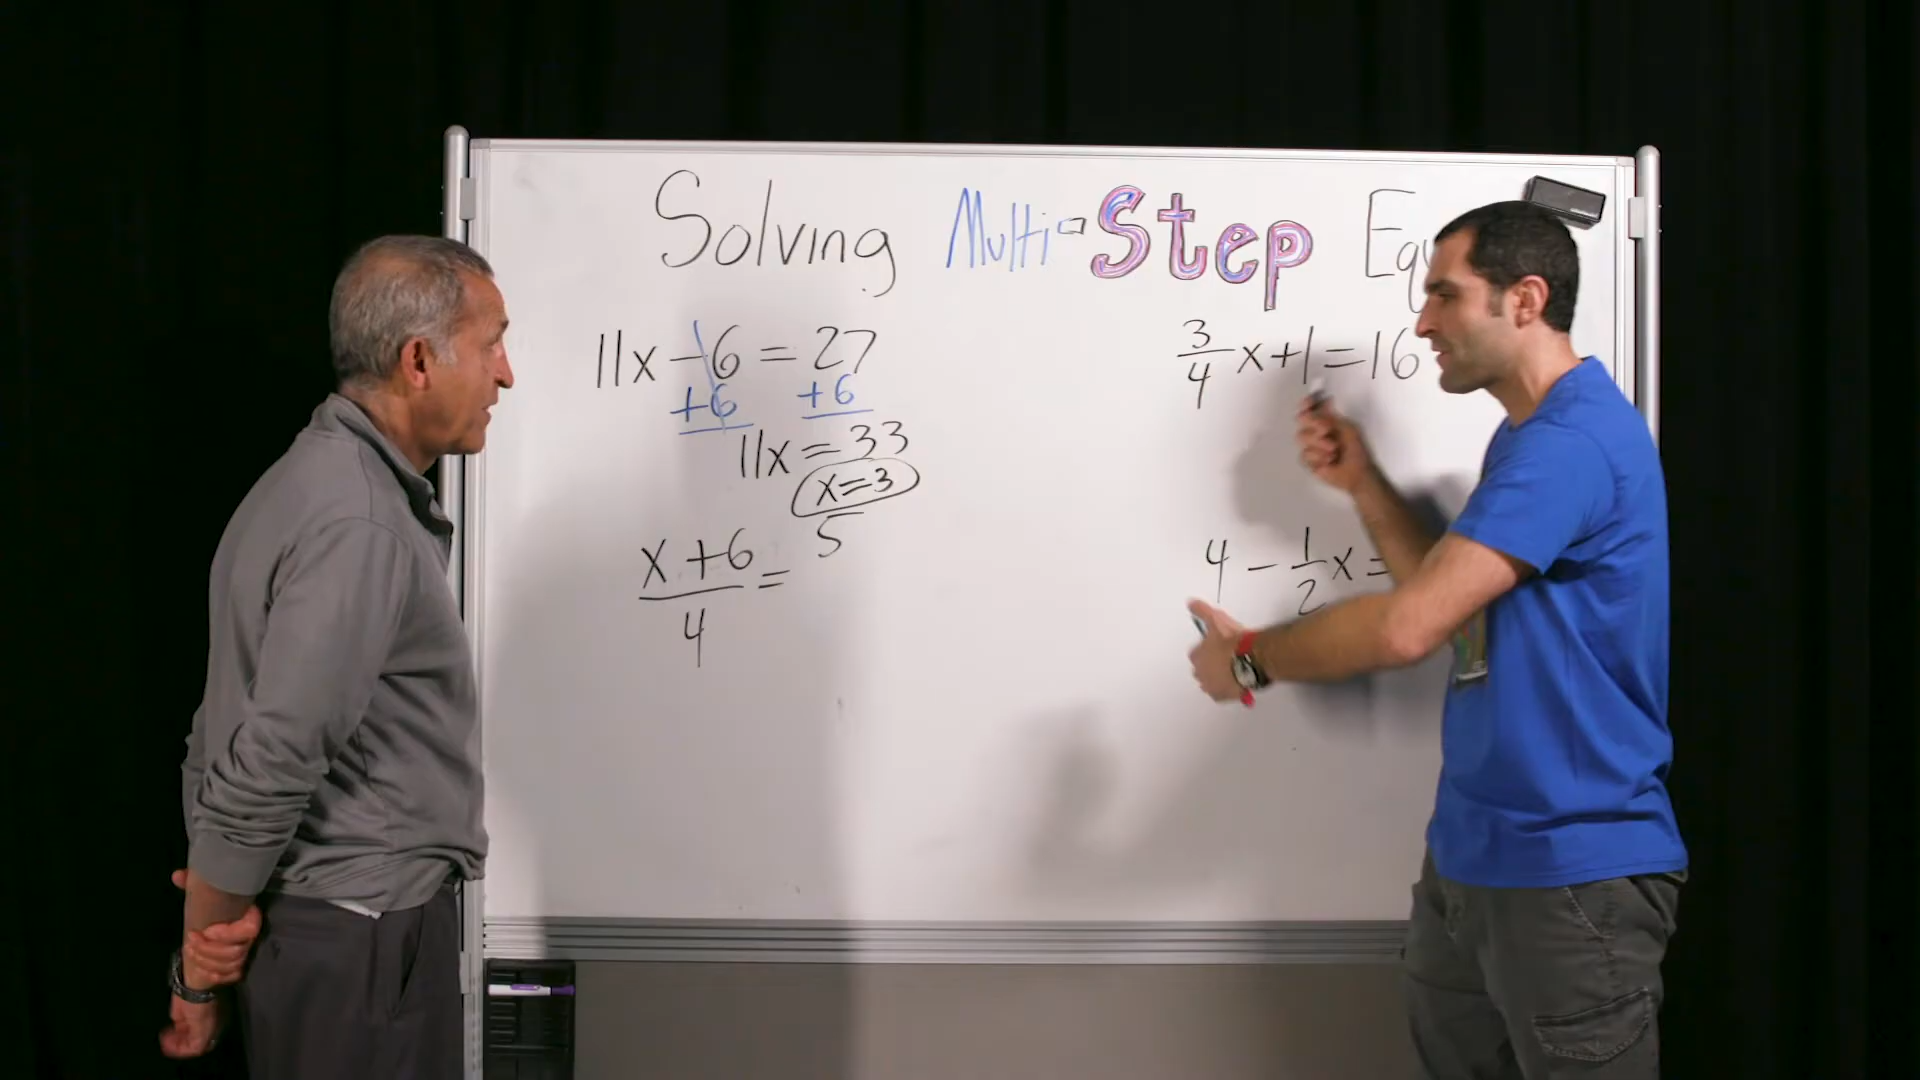 Solving Multi-Step
11x - 6 = 27
+6 +6
11x = 33
x = 3
x + 6 / 4 = 5
3/4 x + 1 = 16
4 - 1/2 x =